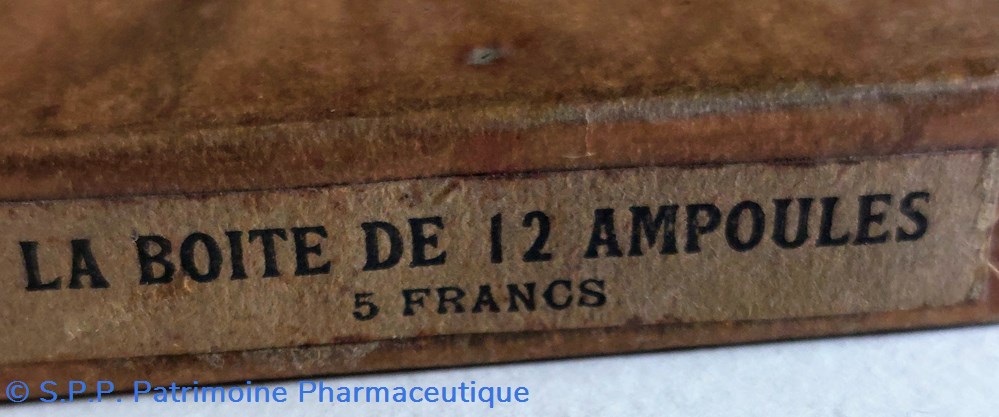 LA BOITE DE 12 AMPOULES
5 FRANCS
© S.P.P. Patrimoine Pharmaceutique